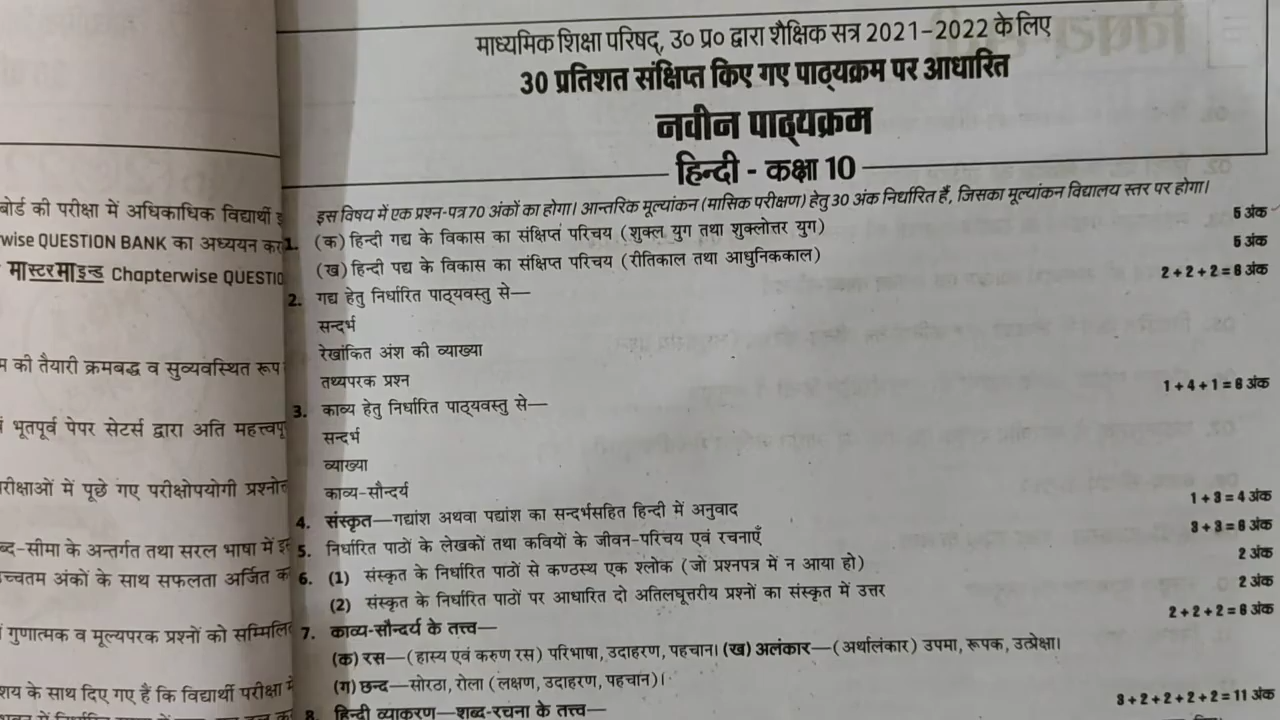 बोर्ड की परीक्षा में अधिकाधिक विद्यार्थी
wise QUESTION BANK का अध्ययन कर
मास्टरमाइन्ड Chapterwise QUESTIO
की तैयारी क्रमबद्ध व सुव्यवस्थित रूप
भूतपूर्व पेपर सेटर्स द्वारा अति महत्त्वपू
रीक्षाओं में पूछे गए परीक्षोपयोगी प्रश्नोत
ब्द-सीमा के अन्तर्गत तथा सरल भाषा में
च्चतम अंकों के साथ सफलता अर्जित क
गुणात्मक व मूल्यपरक प्रश्नों को सम्मिलि
शय के साथ दिए गए हैं कि विद्यार्थी परीक्षा में
माध्यमिक शिक्षा परिषद्, उ० प्र० द्वारा शैक्षिक सत्र 2021-2022 के लिए
30 प्रतिशत संक्षिप्त किए गए पाठ्यक्रम पर आधारित
नवीन पाठ्यक्रम
हिन्दी - कक्षा 10
इस विषय में एक प्रश्न-पत्र 70 अंकों का होगा। आन्तरिक मूल्यांकन (मासिक परीक्षण) हेतु 30 अंक निर्धारित हैं, जिसका मूल्यांकन विद्यालय स्तर पर होगा।
1. (क) हिन्दी गद्य के विकास का संक्षिप्त परिचय (शुक्ल युग तथा शुक्लोत्तर युग) 5 अंक
(ख) हिन्दी पद्य के विकास का संक्षिप्त परिचय (रीतिकाल तथा आधुनिककाल) 5 अंक
2. गद्य हेतु निर्धारित पाठ्यवस्तु से— 2+2+2=6 अंक
सन्दर्भ
रेखांकित अंश की व्याख्या
तथ्यपरक प्रश्न
3. काव्य हेतु निर्धारित पाठ्यवस्तु से— 1+4+1=6 अंक
सन्दर्भ
व्याख्या
काव्य-सौन्दर्य
4. संस्कृत—गद्यांश अथवा पद्यांश का सन्दर्भसहित हिन्दी में अनुवाद 1+3=4 अंक
5. निर्धारित पाठों के लेखकों तथा कवियों के जीवन-परिचय एवं रचनाएँ 3+3=6 अंक
6. (1) संस्कृत के निर्धारित पाठों से कण्ठस्थ एक श्लोक (जो प्रश्नपत्र में न आया हो) 2 अंक
(2) संस्कृत के निर्धारित पाठों पर आधारित दो अतिलघूत्तरीय प्रश्नों का संस्कृत में उत्तर 2 अंक
7. काव्य-सौन्दर्य के तत्त्व— 2+2+2=6 अंक
(क) रस—(हास्य एवं करुण रस) परिभाषा, उदाहरण, पहचान। (ख) अलंकार—(अर्थालंकार) उपमा, रूपक, उत्प्रेक्षा।
(ग) छन्द—सोरठा, रोला (लक्षण, उदाहरण, पहचान)।
8. हिन्दी व्याकरण—शब्द-रचना के तत्त्व— 3+2+2+2+2=11 अंक